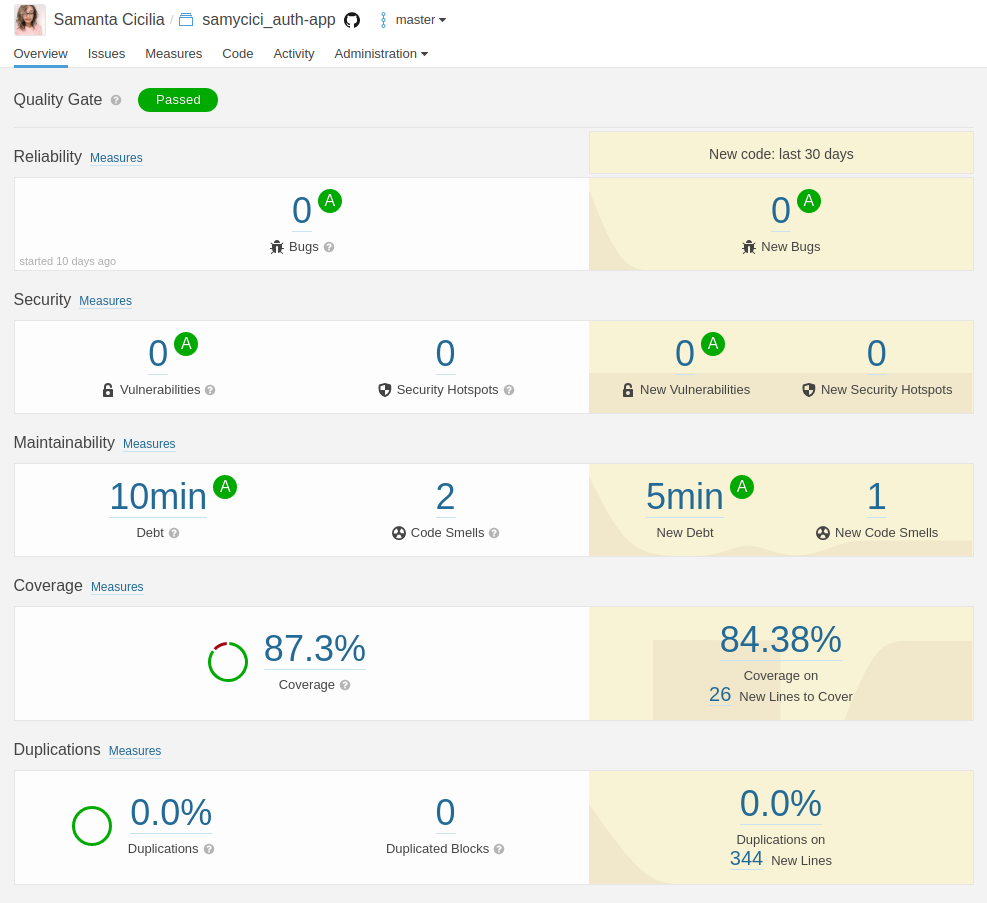 Samanta Cicilia / samycici_auth-app master
Overview Issues Measures Code Activity Administration
Quality Gate ? Passed
Reliability Measures
New code: last 30 days
0 A
Bugs ?
started 10 days ago
0 A
New Bugs
Security Measures
0 A
Vulnerabilities ?
0
Security Hotspots ?
0 A
New Vulnerabilities
0
New Security Hotspots
Maintainability Measures
10min A
Debt ?
2
Code Smells ?
5min A
New Debt
1
New Code Smells
Coverage Measures
87.3%
Coverage ?
84.38%
Coverage on
26 New Lines to Cover
Duplications Measures
0.0%
Duplications ?
0
Duplicated Blocks ?
0.0%
Duplications on
344 New Lines